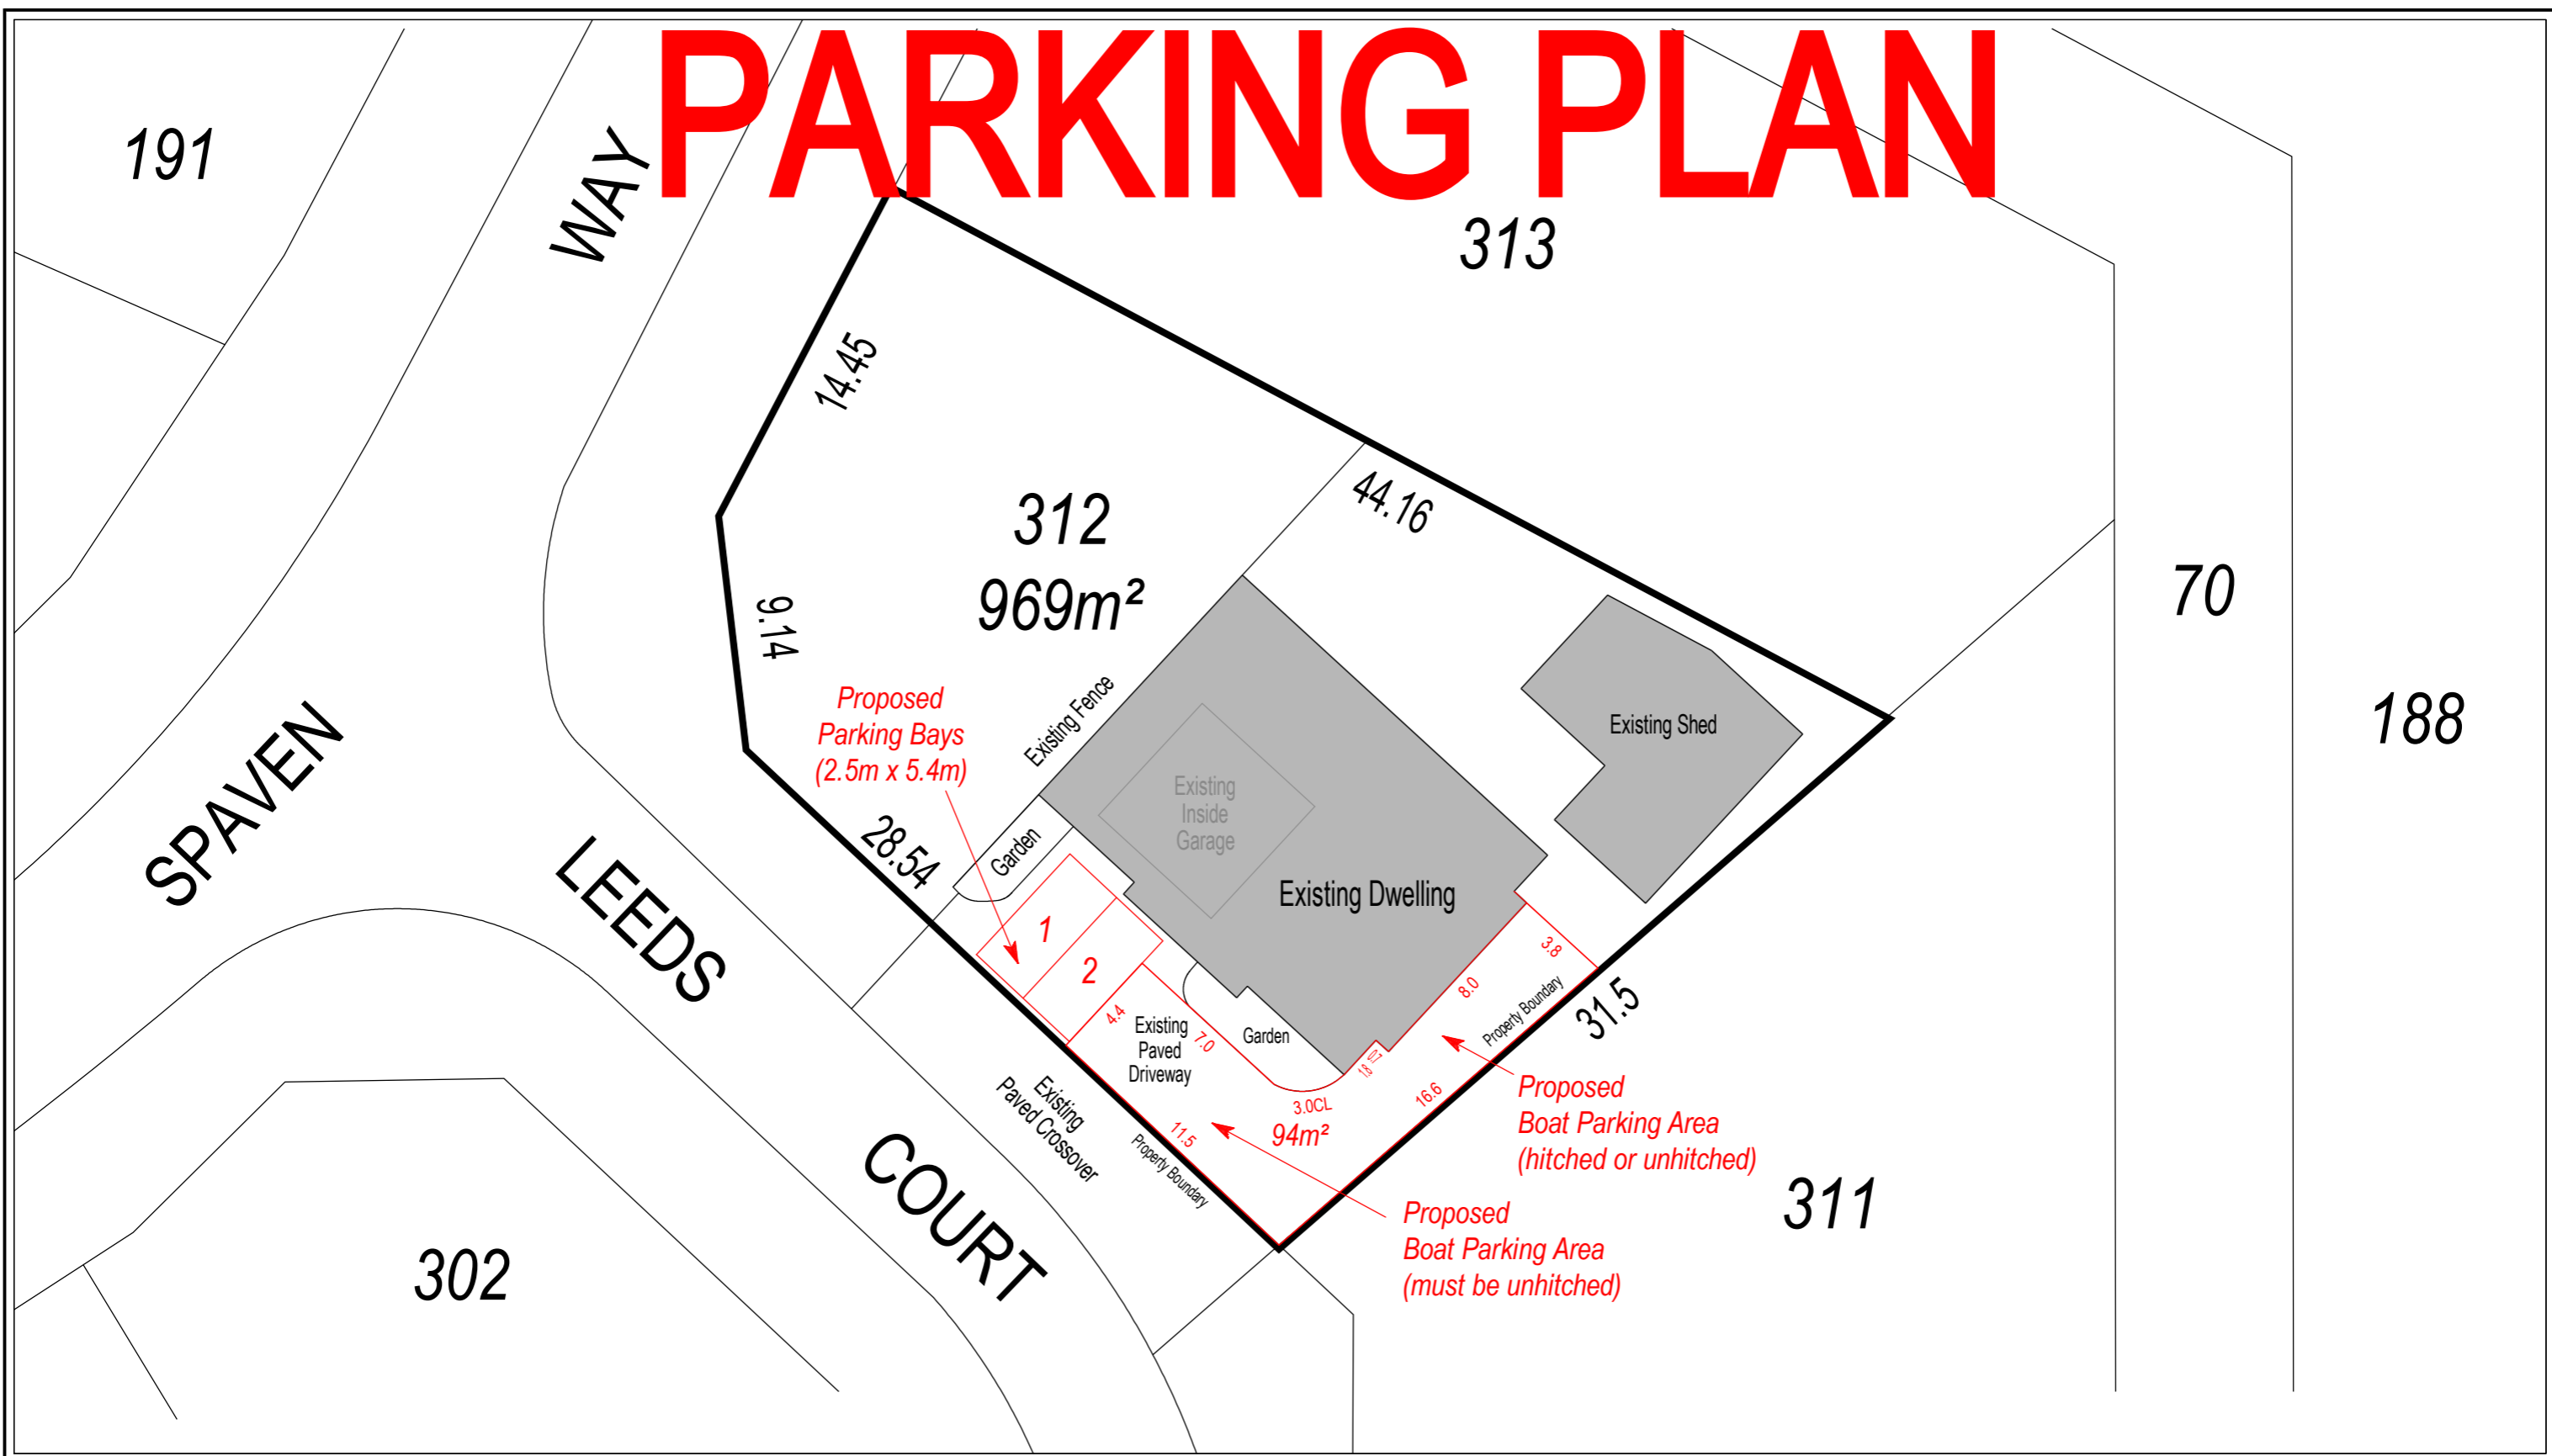 PARKING PLAN
191
WAY
313
14.45
44.16
312
969m²
9.14
70
188
Proposed
Parking Bays
(2.5m x 5.4m)
Existing Fence
Existing Shed
SPAVEN
Existing
Inside
Garage
28.54
Garden
Existing Dwelling
LEEDS
1
2
3.8
8.0
Property Boundary
31.5
4.4
Existing
Paved
Driveway
7.0
Garden
1.8
16.6
Existing
Paved Crossover
3.0CL
94m²
11.5
Property Boundary
Proposed
Boat Parking Area
(hitched or unhitched)
COURT
311
Proposed
Boat Parking Area
(must be unhitched)
302